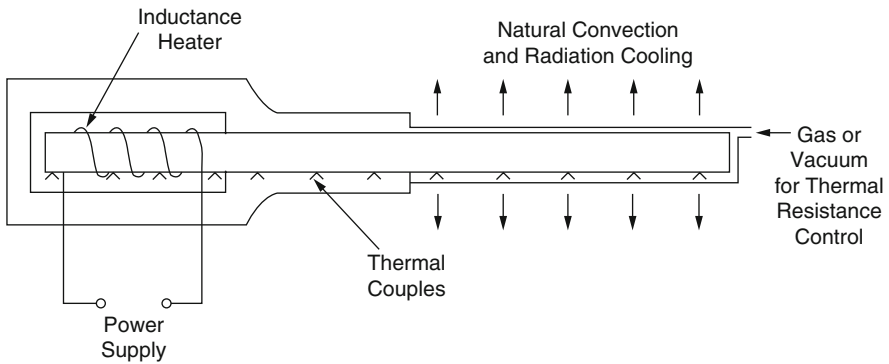 Inductance
Heater
Natural Convection
and Radiation Cooling
Gas or
Vacuum
for Thermal
Resistance
Control
Thermal
Couples
Power
Supply